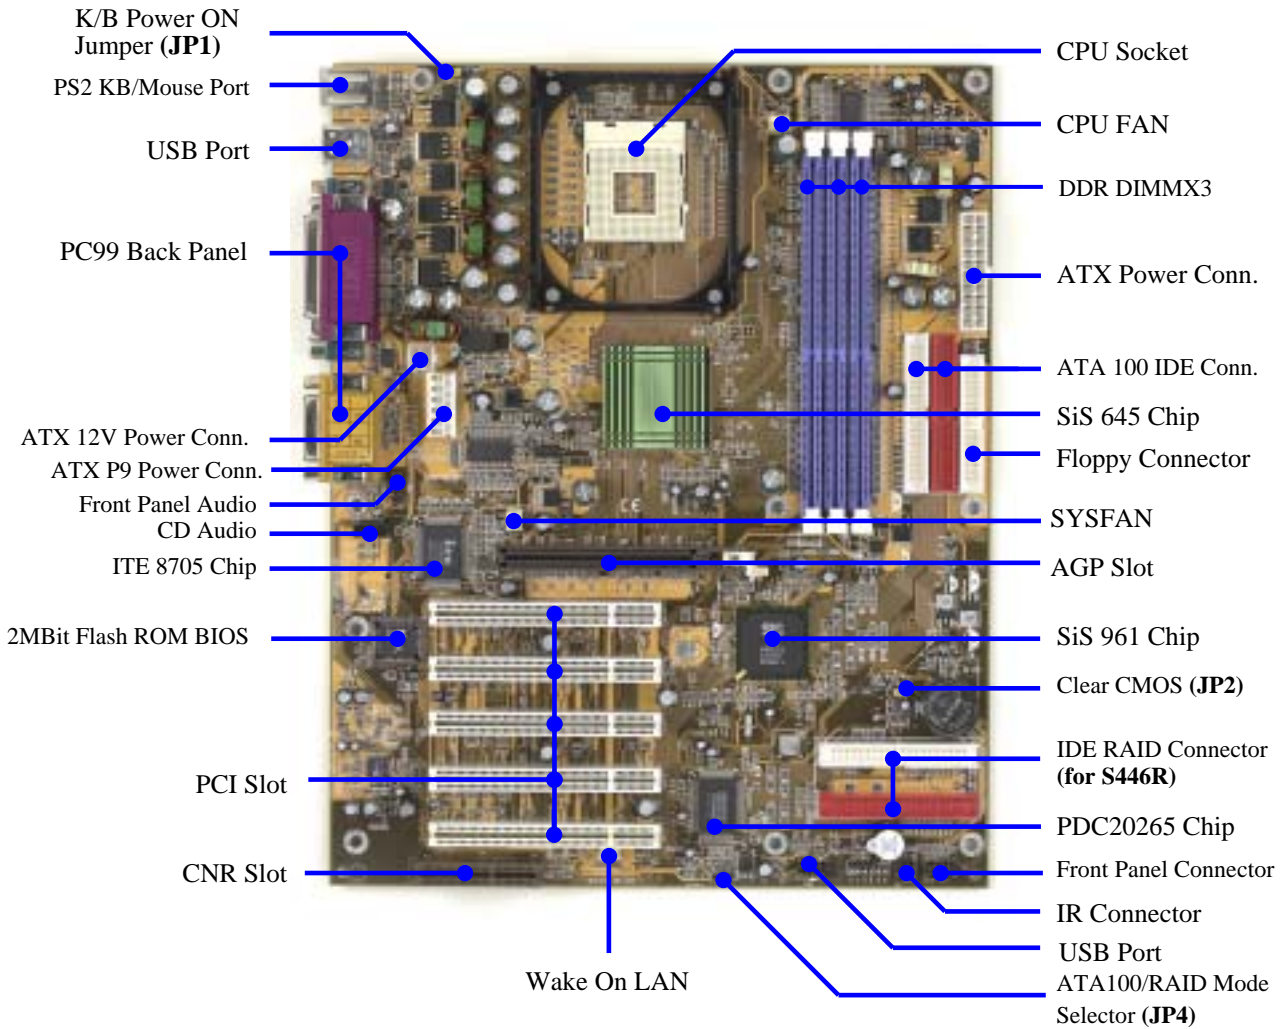 K/B Power ON
Jumper (JP1)
PS2 KB/Mouse Port
USB Port
PC99 Back Panel
ATX 12V Power Conn.
ATX P9 Power Conn.
Front Panel Audio
CD Audio
ITE 8705 Chip
2MBit Flash ROM BIOS
PCI Slot
CNR Slot
Wake On LAN
CPU Socket
CPU FAN
DDR DIMMX3
ATX Power Conn.
ATA 100 IDE Conn.
SiS 645 Chip
Floppy Connector
SYSFAN
AGP Slot
SiS 961 Chip
Clear CMOS (JP2)
IDE RAID Connector
(for S446R)
PDC20265 Chip
Front Panel Connector
IR Connector
USB Port
ATA100/RAID Mode
Selector (JP4)
CE